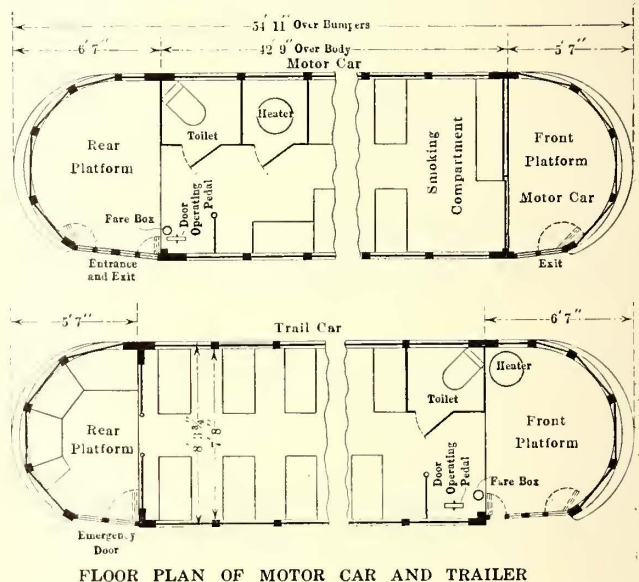 54' 11" Over Bumpers
6' 7"
42' 9" Over Body
5' 7"
Motor Car
Toilet
Heater
Rear
Platform
Smoking
Compartment
Front
Platform
Motor Car
Fare Box
Door
Operating
Pedal
Entrance
and Exit
Exit
5' 7"
Trail Car
6' 7"
Heater
Toilet
Rear
Platform
8' 3¾"
7' 8"
Front
Platform
Door
Operating
Pedal
Fare Box
Emergency
Door
FLOOR PLAN OF MOTOR CAR AND TRAILER